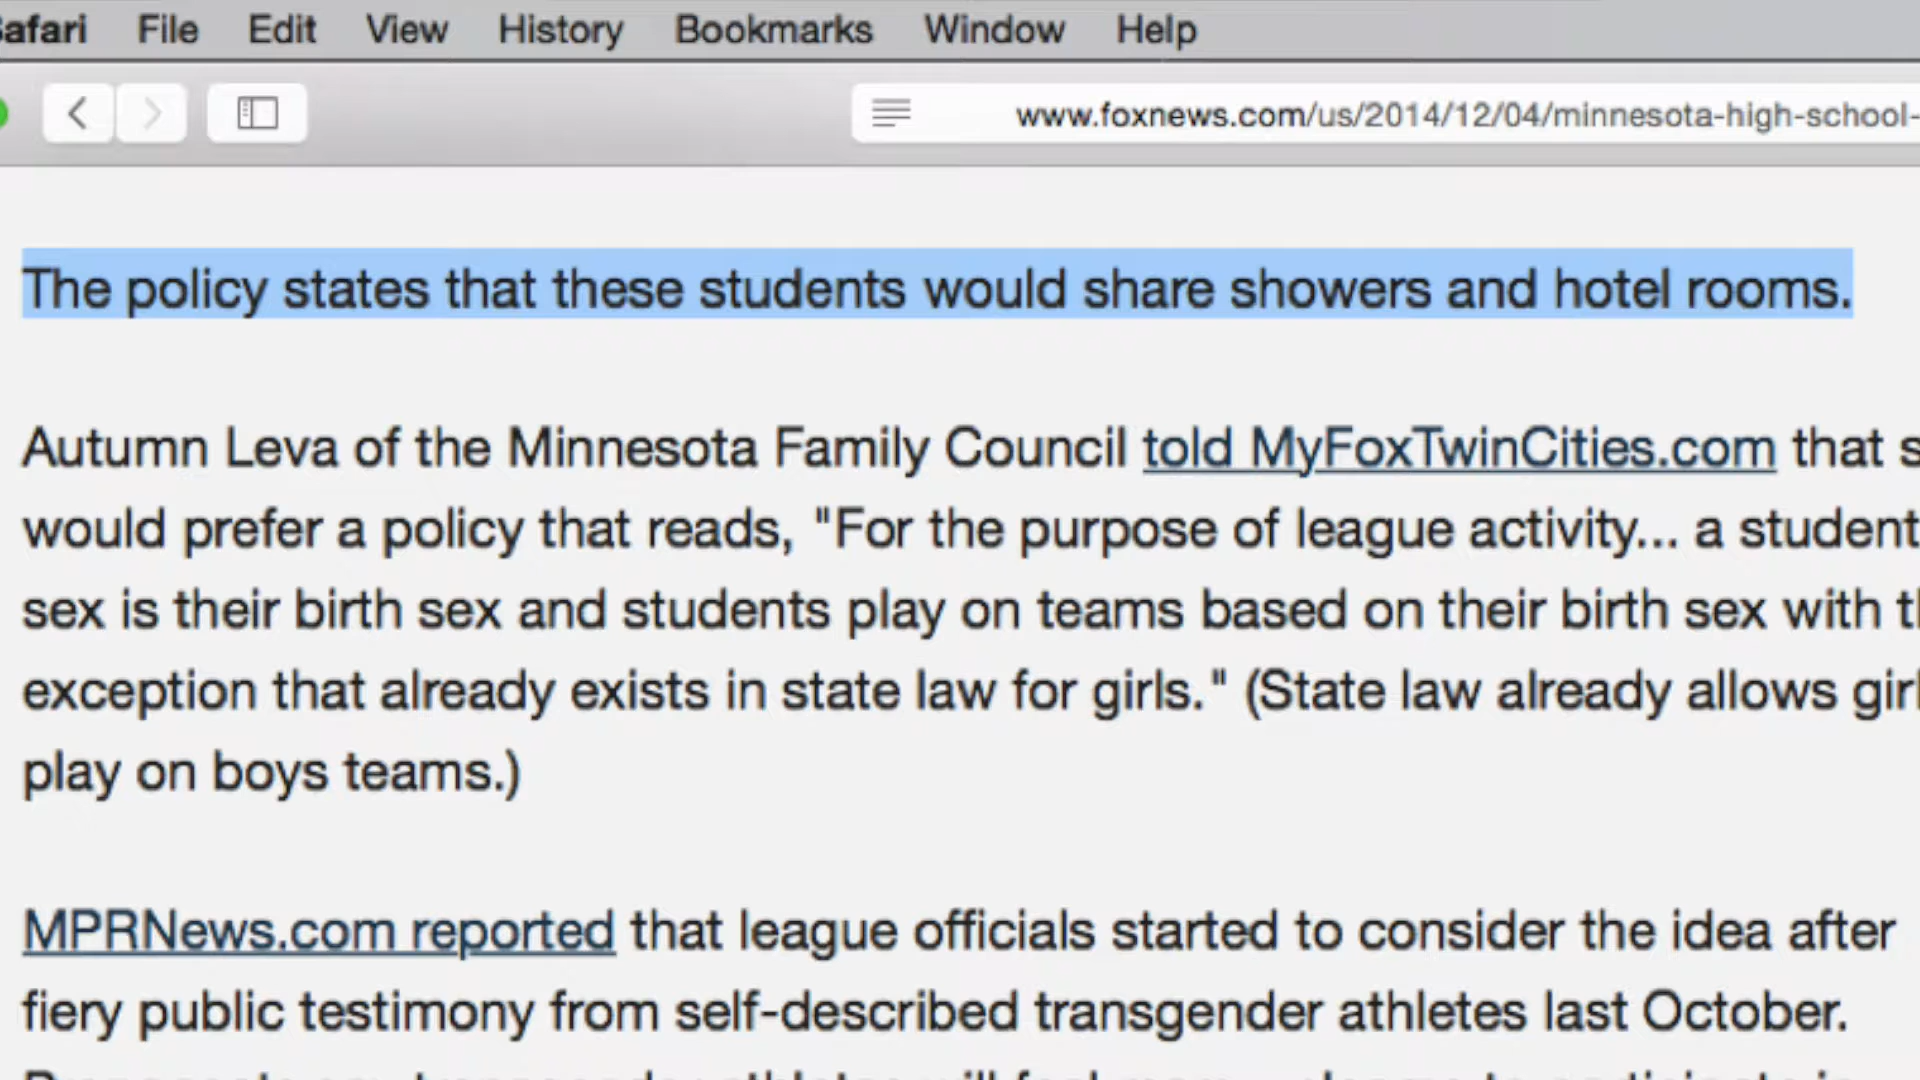 File Edit View History Bookmarks Window Help
www.foxnews.com/us/2014/12/04/minnesota-high-school-
The policy states that these students would share showers and hotel rooms.
Autumn Leva of the Minnesota Family Council told MyFoxTwinCities.com that
would prefer a policy that reads, "For the purpose of league activity... a student
sex is their birth sex and students play on teams based on their birth sex with
exception that already exists in state law for girls." (State law already allows
play on boys teams.)
MPRNews.com reported that league officials started to consider the idea after
fiery public testimony from self-described transgender athletes last October.